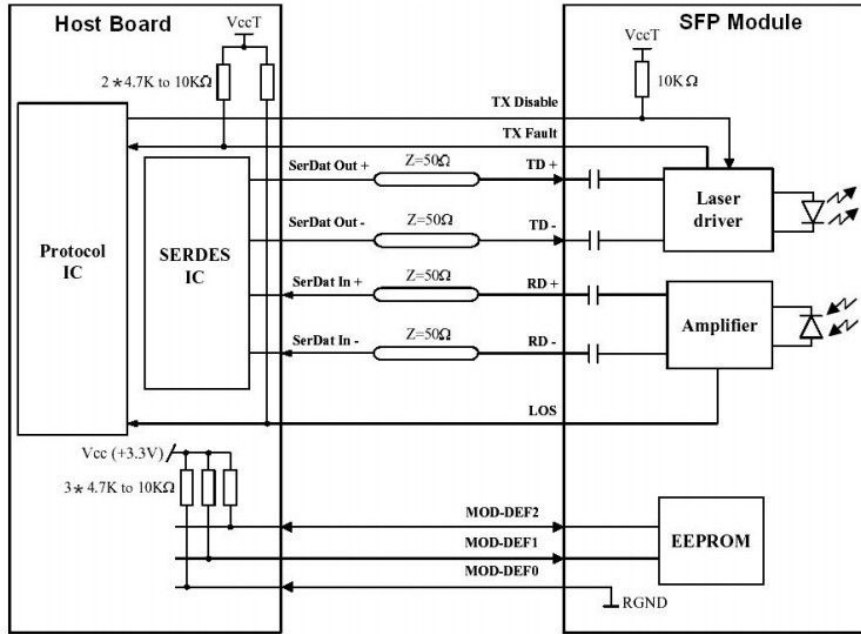 Host Board
SFP Module
VccT
VccT
2*4.7K to 10KΩ
10KΩ
TX Disable
TX Fault
SerDat Out +
Z=50Ω
TD +
SerDat Out -
Z=50Ω
TD -
Laser
driver
Protocol
IC
SERDES
IC
SerDat In +
Z=50Ω
RD +
SerDat In -
Z=50Ω
RD -
Amplifier
LOS
Vcc (+3.3V)
3*4.7K to 10KΩ
MOD-DEF2
MOD-DEF1
MOD-DEF0
EEPROM
RGND